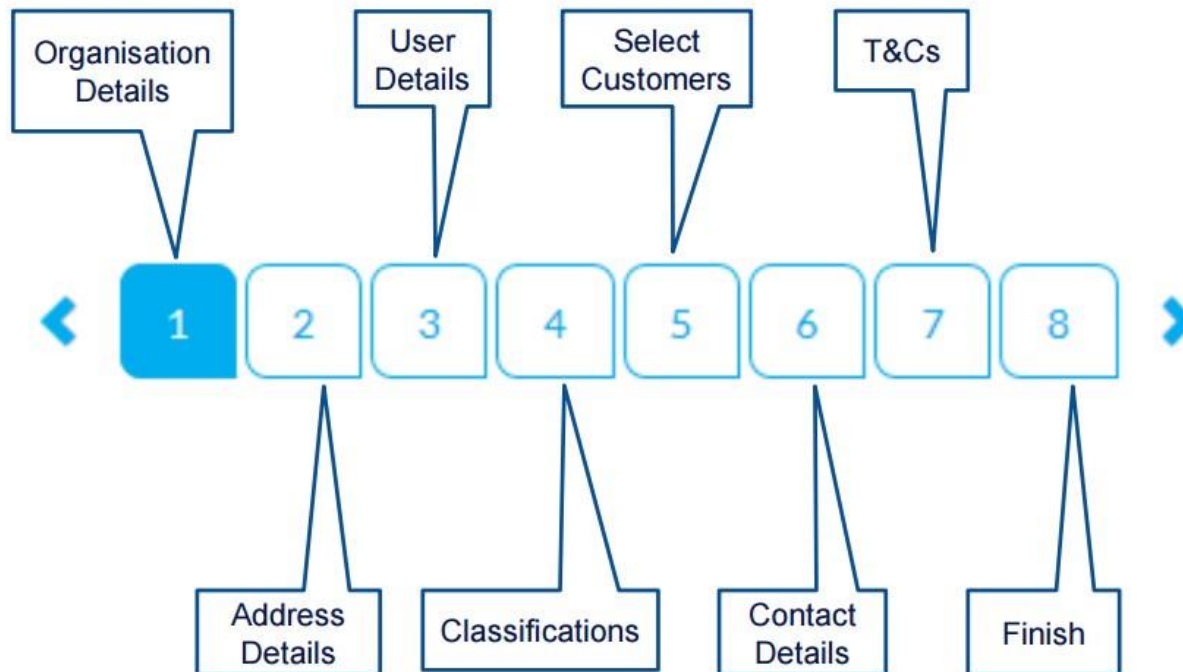 Organisation
Details
User
Details
Select
Customers
T&Cs
1
2
3
4
5
6
7
8
Address
Details
Classifications
Contact
Details
Finish